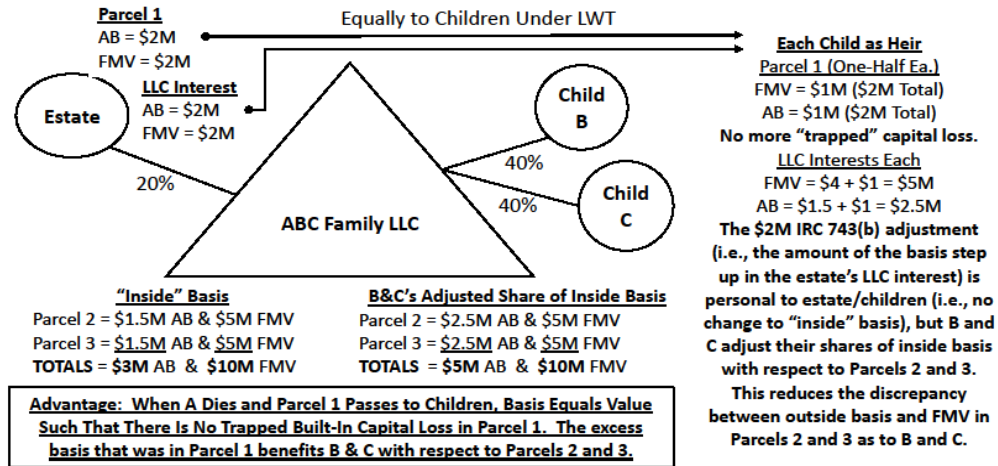 Parcel 1
AB = $2M
FMV = $2M
Equally to Children Under LWT
LLC Interest
AB = $2M
FMV = $2M
Estate
20%
ABC Family LLC
Child
B
40%
Child
C
40%
"Inside" Basis
Parcel 2 = $1.5M AB & $5M FMV
Parcel 3 = $1.5M AB & $5M FMV
TOTALS = $3M AB & $10M FMV
B&C's Adjusted Share of Inside Basis
Parcel 2 = $2.5M AB & $5M FMV
Parcel 3 = $2.5M AB & $5M FMV
TOTALS = $5M AB & $10M FMV
Advantage: When A Dies and Parcel 1 Passes to Children, Basis Equals Value
Such That There Is No Trapped Built-In Capital Loss in Parcel 1. The excess
basis that was in Parcel 1 benefits B & C with respect to Parcels 2 and 3.
Each Child as Heir
Parcel 1 (One-Half Ea.)
FMV = $1M ($2M Total)
AB = $1M ($2M Total)
No more "trapped" capital loss.
LLC Interests Each
FMV = $4 + $1 = $5M
AB = $1.5 + $1 = $2.5M
The $2M IRC 743(b) adjustment
(i.e., the amount of the basis step
up in the estate's LLC interest) is
personal to estate/children (i.e., no
change to "inside" basis), but B and
C adjust their shares of inside basis
with respect to Parcels 2 and 3.
This reduces the discrepancy
between outside basis and FMV in
Parcels 2 and 3 as to B and C.